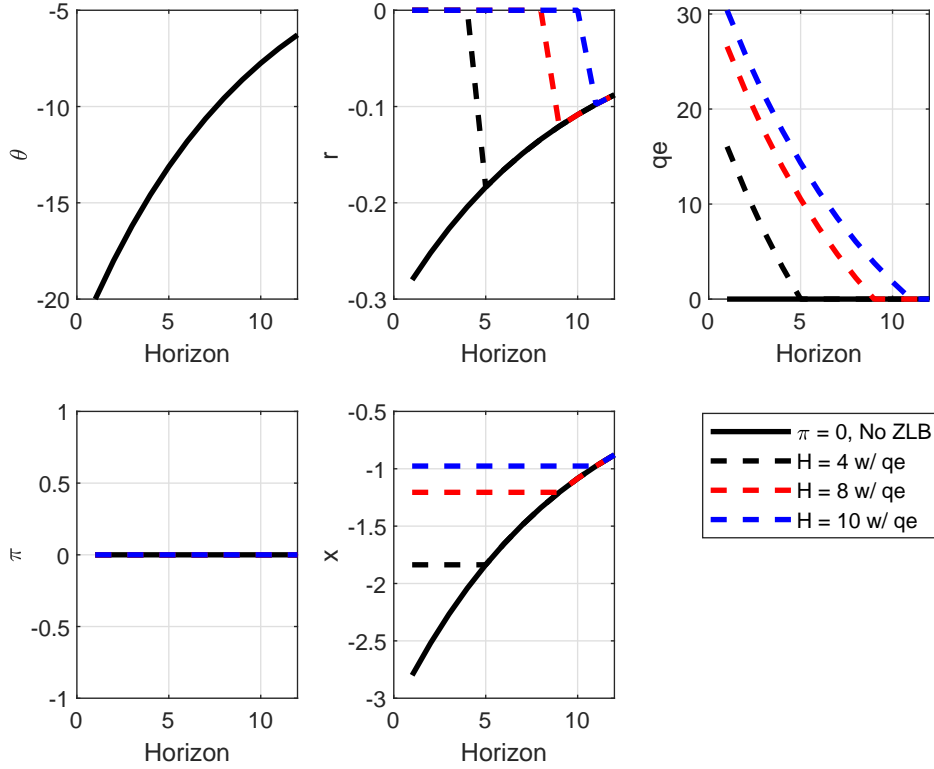 -5
-10
-15
-20
θ
0
5
10
Horizon
0
-0.1
-0.2
-0.3
r
0
5
10
Horizon
30
20
10
0
qe
0
5
10
Horizon
1
0.5
0
-0.5
-1
π
0
5
10
Horizon
-0.5
-1
-1.5
-2
-2.5
-3
x
0
5
10
Horizon
π = 0, No ZLB
H = 4 w/ qe
H = 8 w/ qe
H = 10 w/ qe